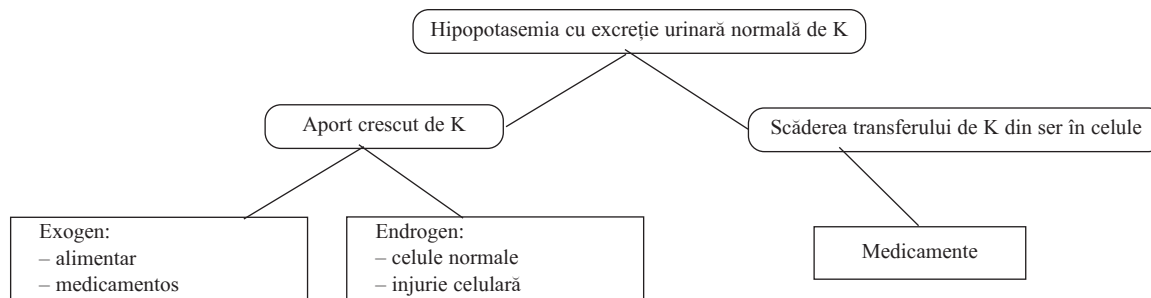 Hipopotasemia cu excreție urinară normală de K
Aport crescut de K
Scăderea transferului de K din ser în celule
Exogen:
– alimentar
– medicamentos
Endrogen:
– celule normale
– injurie celulară
Medicamente